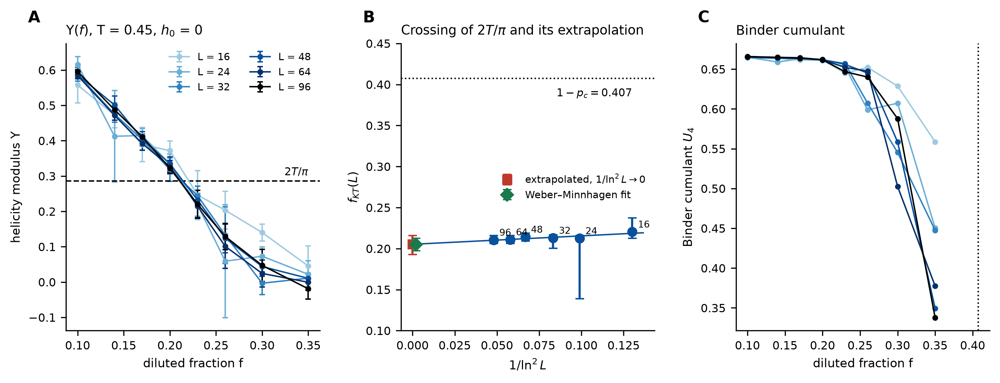 A
Υ(f), T = 0.45, h₀ = 0
L = 16
L = 24
L = 32
L = 48
L = 64
L = 96
2T/π
helicity modulus Υ
0.6
0.5
0.4
0.3
0.2
0.1
0.0
−0.1
0.10 0.15 0.20 0.25 0.30 0.35
diluted fraction f
B
Crossing of 2T/π and its extrapolation
1 − p_c = 0.407
extrapolated, 1/ln² L → 0
Weber–Minnhagen fit
96 64 48 32 24 16
f_KT(L)
0.45
0.40
0.35
0.30
0.25
0.20
0.15
0.10
0.000 0.025 0.050 0.075 0.100 0.125
1/ln² L
C
Binder cumulant
Binder cumulant U₄
0.65
0.60
0.55
0.50
0.45
0.40
0.35
0.10 0.15 0.20 0.25 0.30 0.35 0.40
diluted fraction f